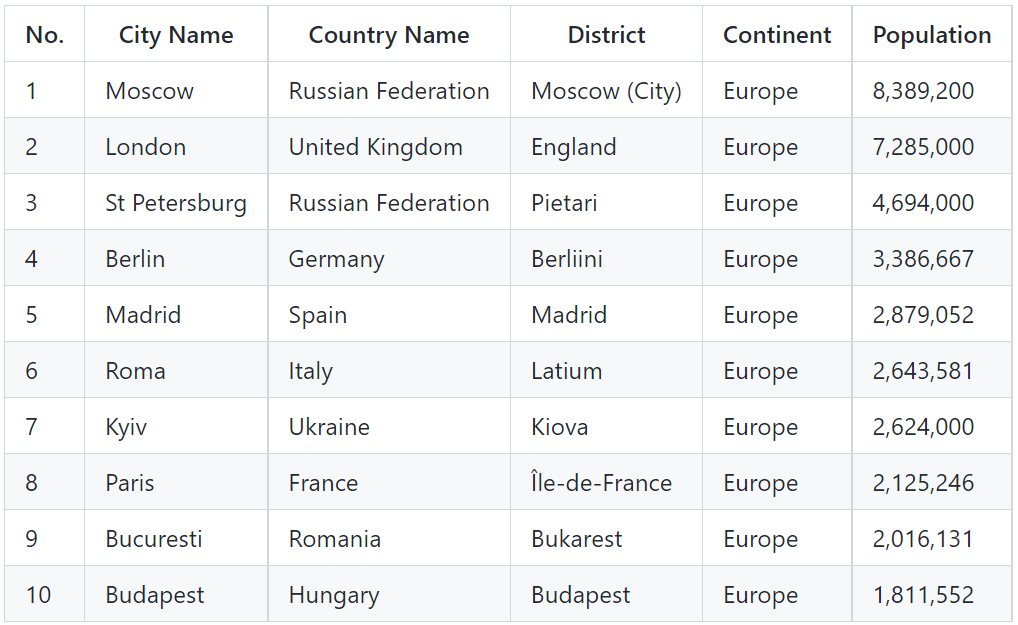 No. City Name Country Name District Continent Population
1 Moscow Russian Federation Moscow (City) Europe 8,389,200
2 London United Kingdom England Europe 7,285,000
3 St Petersburg Russian Federation Pietari Europe 4,694,000
4 Berlin Germany Berliini Europe 3,386,667
5 Madrid Spain Madrid Europe 2,879,052
6 Roma Italy Latium Europe 2,643,581
7 Kyiv Ukraine Kiova Europe 2,624,000
8 Paris France Île-de-France Europe 2,125,246
9 Bucuresti Romania Bukarest Europe 2,016,131
10 Budapest Hungary Budapest Europe 1,811,552